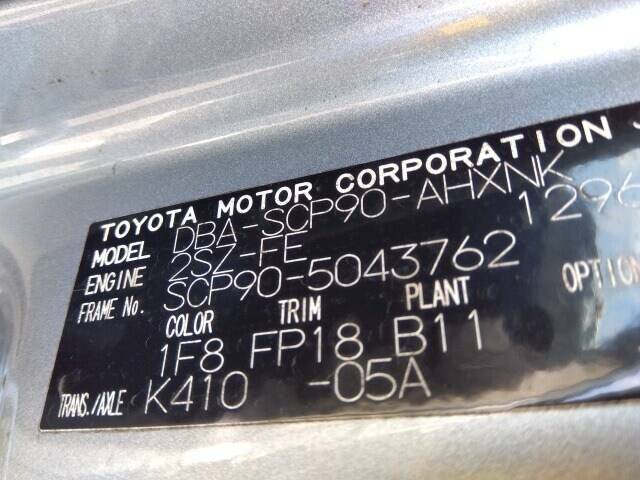 TOYOTA MOTOR CORPORATION
MODEL DBA-SCP90-AHXNK
ENGINE 2SZ-FE 1296
FRAME No. SCP90-5043762
COLOR TRIM PLANT OPTION
1F8 FP18 B11
TRANS./AXLE K410 -05A